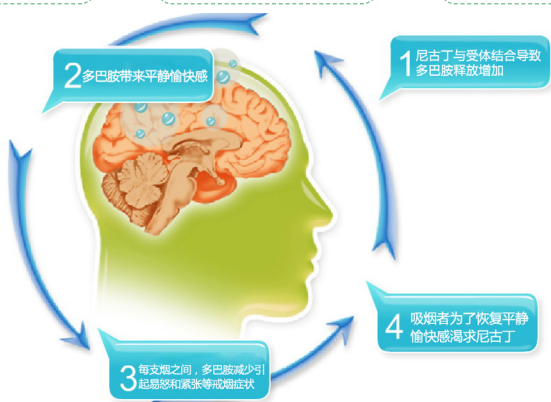 1 尼古丁与受体结合导致
多巴胺释放增加
2 多巴胺带来平静愉快感
3 每支烟之间，多巴胺减少引
起易怒和紧张等戒烟症状
4 吸烟者为了恢复平静
愉快感渴求尼古丁